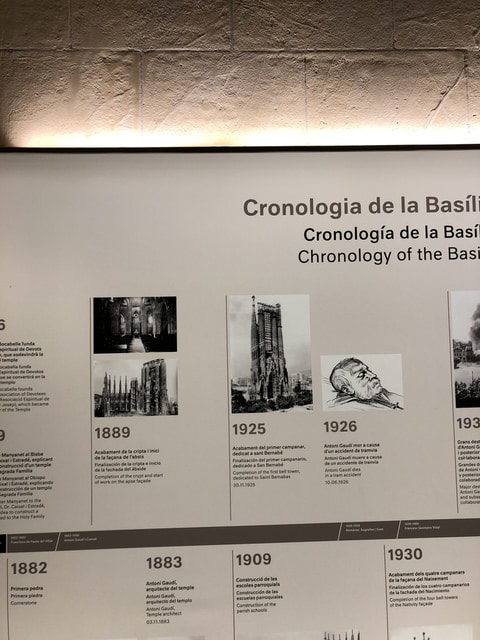 Cronologia de la Basíli
Cronología de la Basíl
Chronology of the Basi
6
9
1889
Acabament de la cripta i inici
de la façana de l'absis
Finalización de la cripta e inicio
de la fachada del ábside
Completion of the crypt and start
of work on the apse façade
1925
Acabament del primer campanar,
dedicat a sant Bernabé
Finalización del primer campanario,
dedicado a San Bernabé
Completion of the first bell tower,
dedicated to Saint Barnabas
30.11.1925
1926
Antoni Gaudí mor a causa
d'un accident de tramvia
Antoni Gaudí muere a causa
de un accidente de tranvía
Antoni Gaudí dies
in a tram accident
10.06.1926
193
1882
Primera pedra
Primera piedra
Cornerstone
1883
Antoni Gaudí,
arquitecte del temple
Antoni Gaudí,
arquitecto del templo
Antoni Gaudí,
Temple architect
03.11.1883
1909
Construcció de les
escoles parroquials
Construcción de las
escuelas parroquiales
Construction of the
parish schools
1930
Acabament dels quatre campanars
de la façana del Naixement
Finalización de los cuatro campanarios
de la fachada del Nacimiento
Completion of the four bell towers
of the Nativity façade